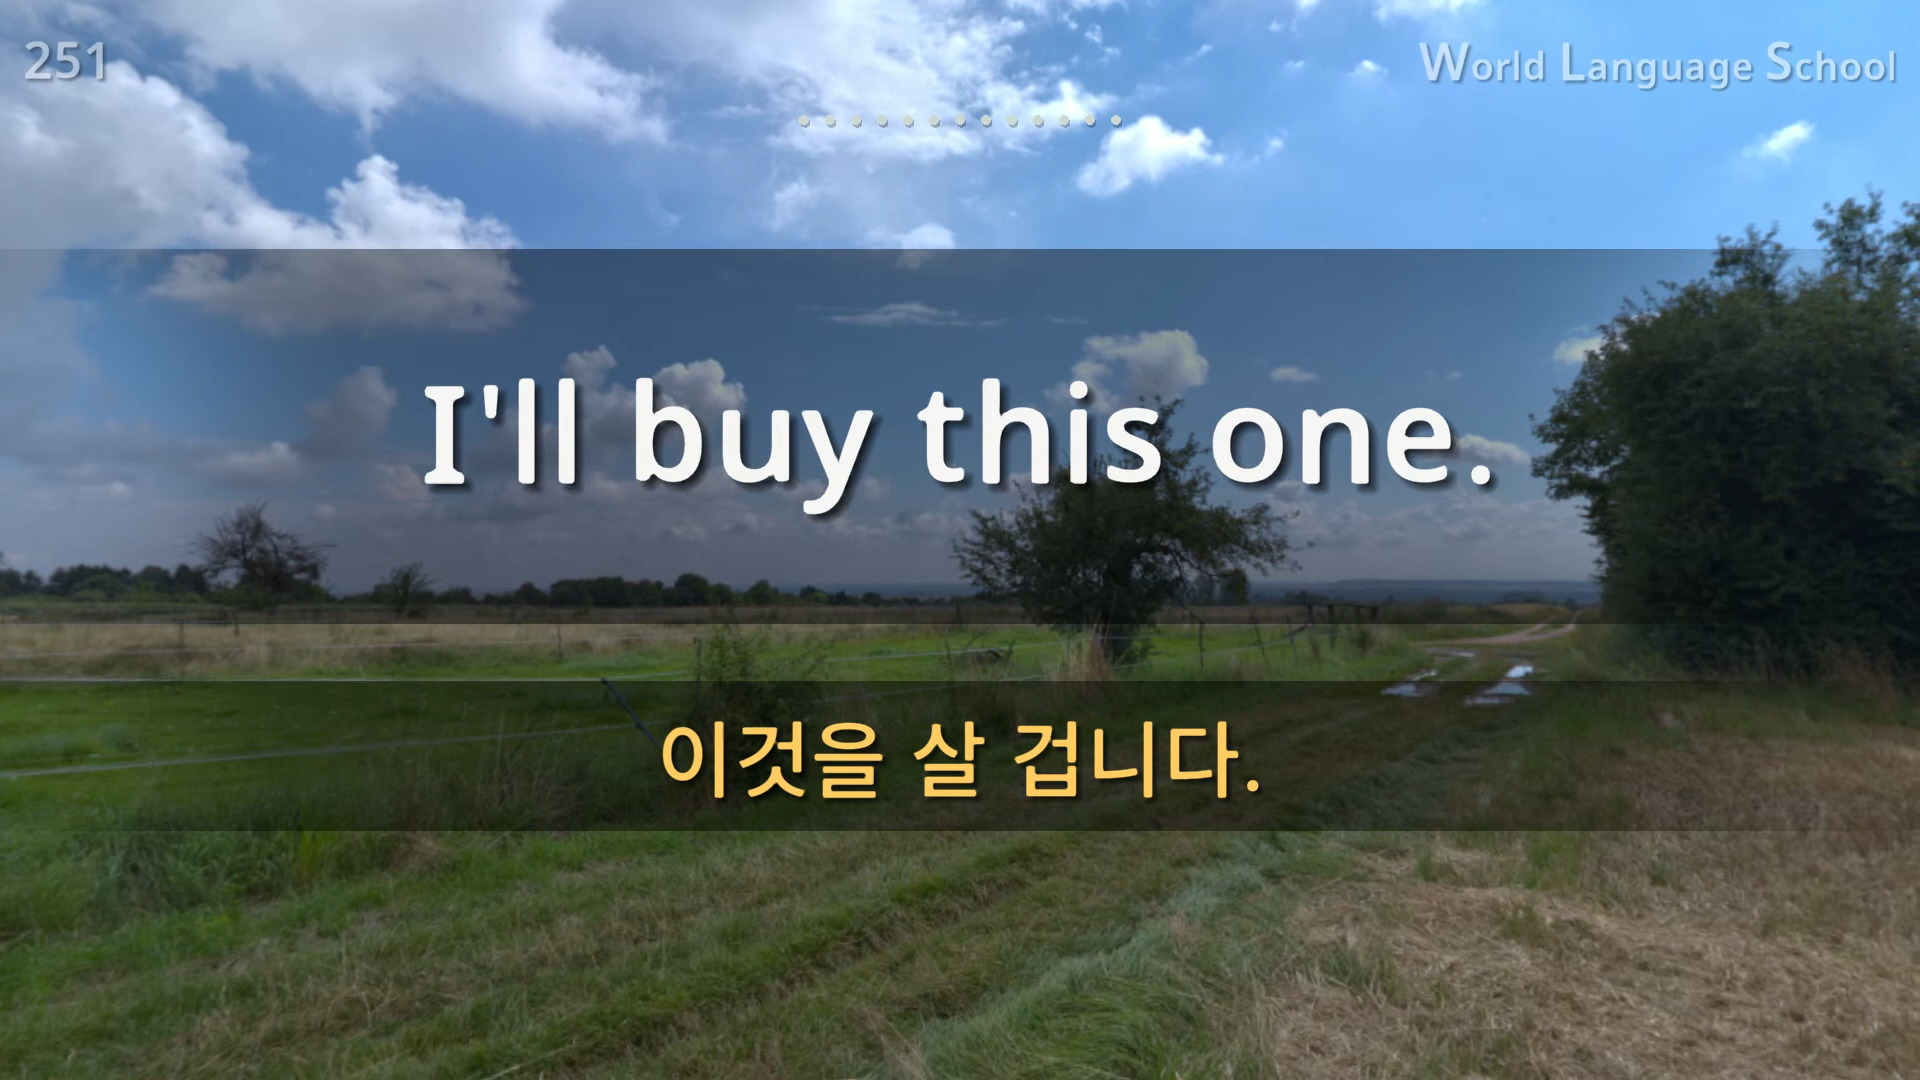 251
World Language School
I'll buy this one.
이것을 살 겁니다.